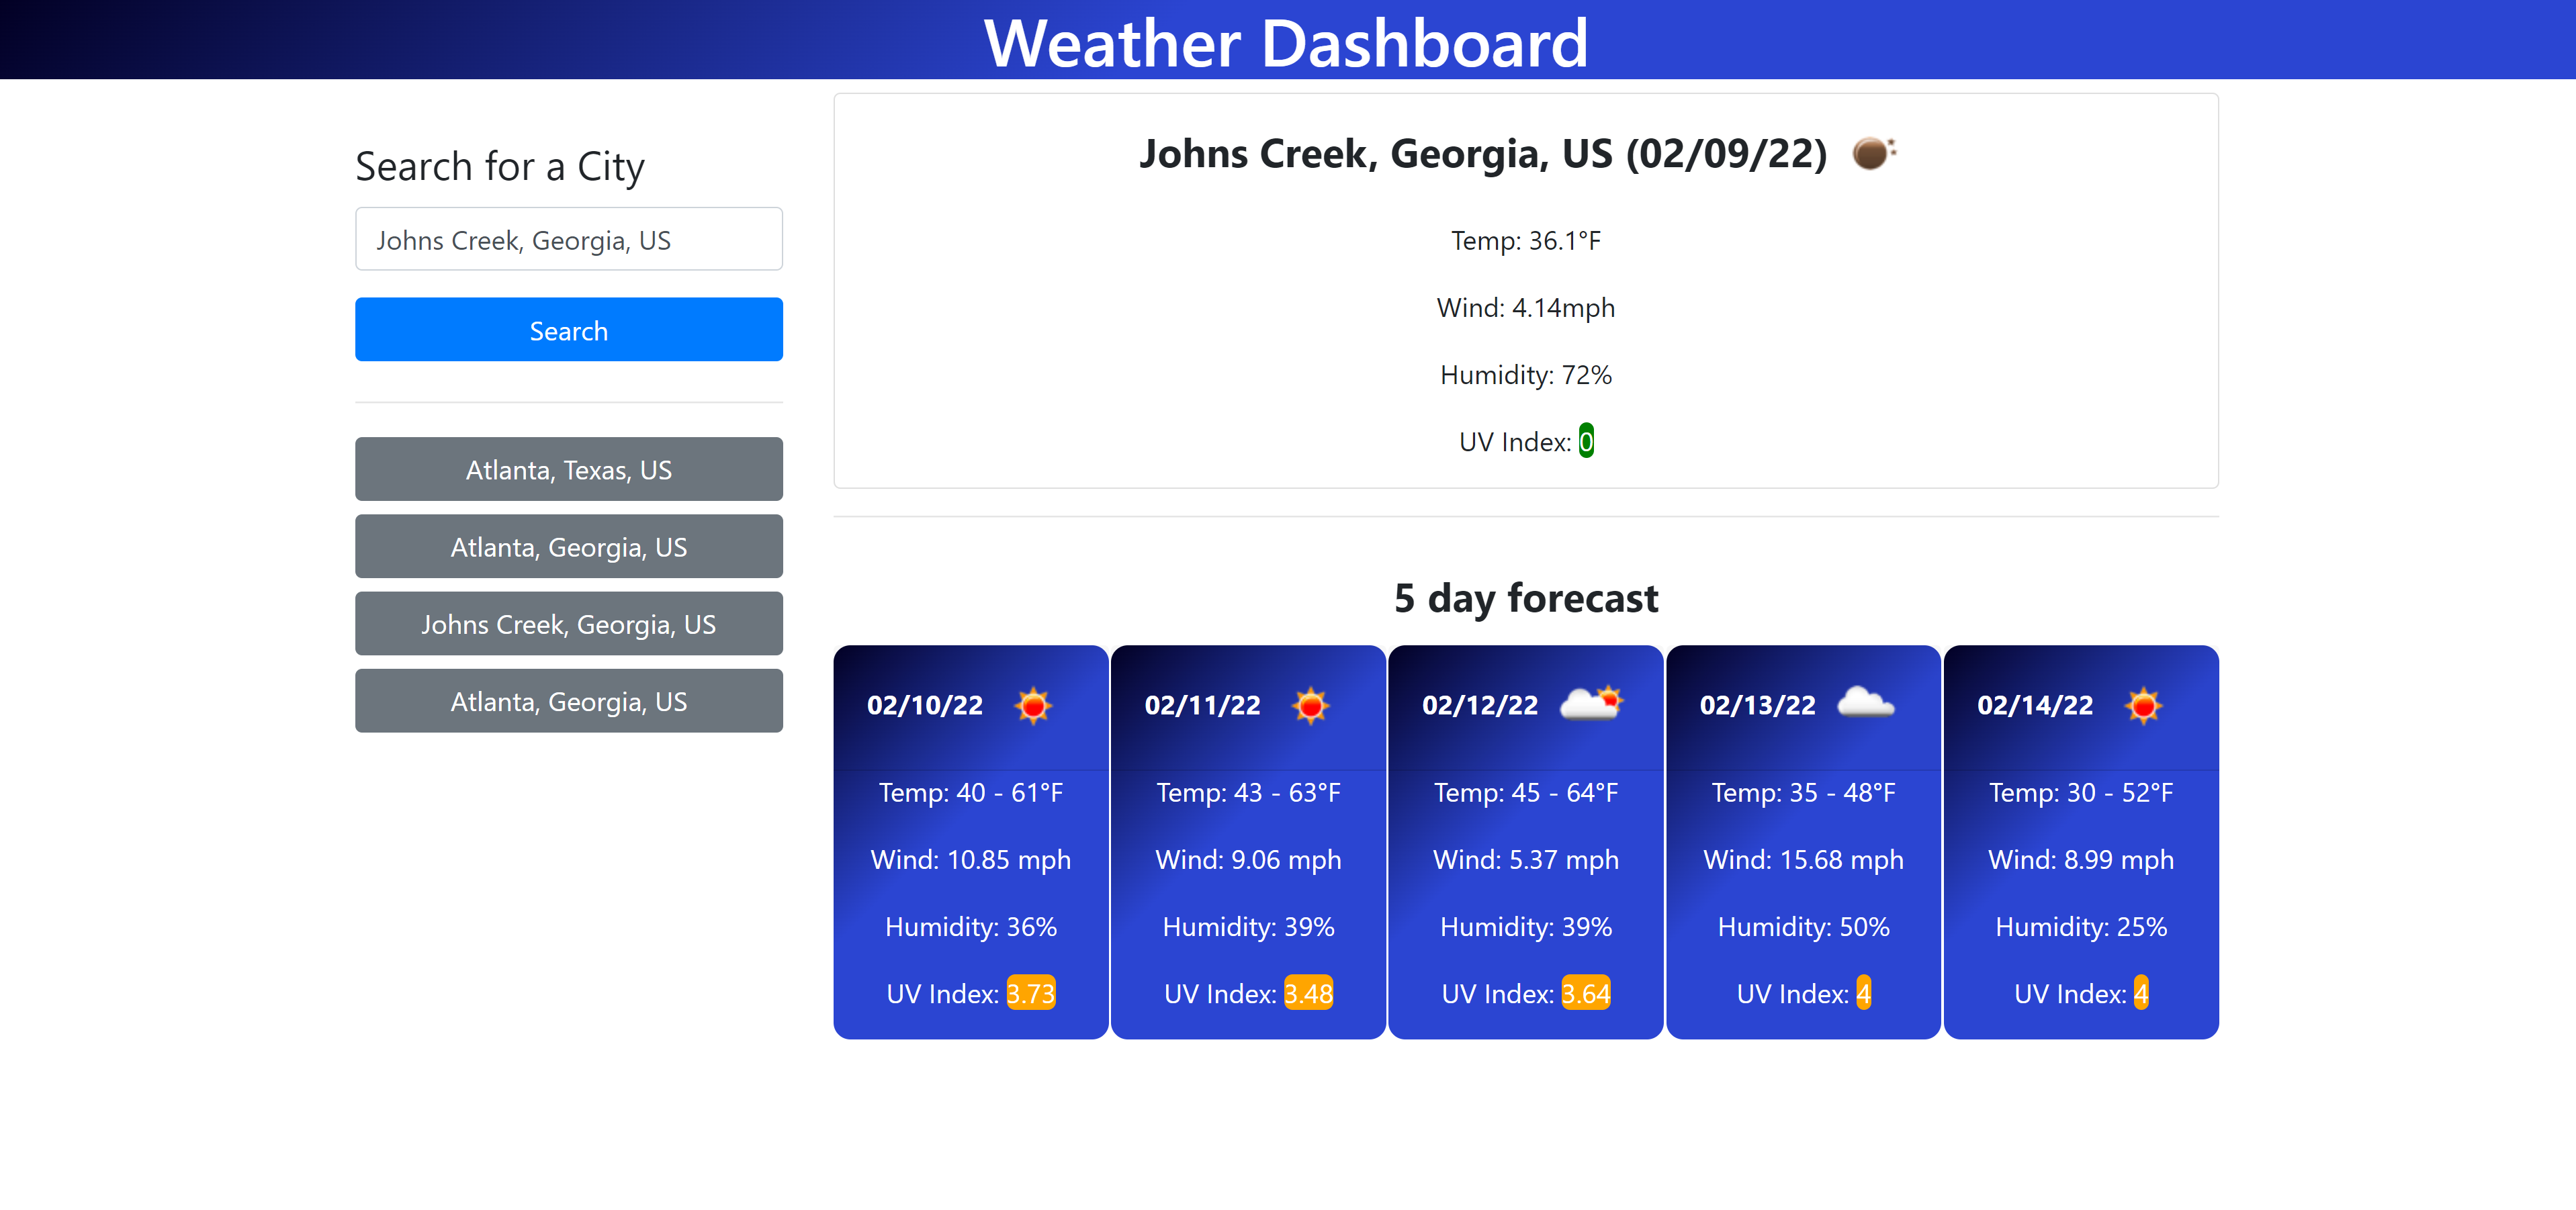 Weather Dashboard
Search for a City
Johns Creek, Georgia, US
Search
Atlanta, Texas, US
Atlanta, Georgia, US
Johns Creek, Georgia, US
Atlanta, Georgia, US
Johns Creek, Georgia, US (02/09/22)
Temp: 36.1°F
Wind: 4.14mph
Humidity: 72%
UV Index: 0
5 day forecast
02/10/22
Temp: 40 - 61°F
Wind: 10.85 mph
Humidity: 36%
UV Index: 3.73
02/11/22
Temp: 43 - 63°F
Wind: 9.06 mph
Humidity: 39%
UV Index: 3.48
02/12/22
Temp: 45 - 64°F
Wind: 5.37 mph
Humidity: 39%
UV Index: 3.64
02/13/22
Temp: 35 - 48°F
Wind: 15.68 mph
Humidity: 50%
UV Index: 4
02/14/22
Temp: 30 - 52°F
Wind: 8.99 mph
Humidity: 25%
UV Index: 4